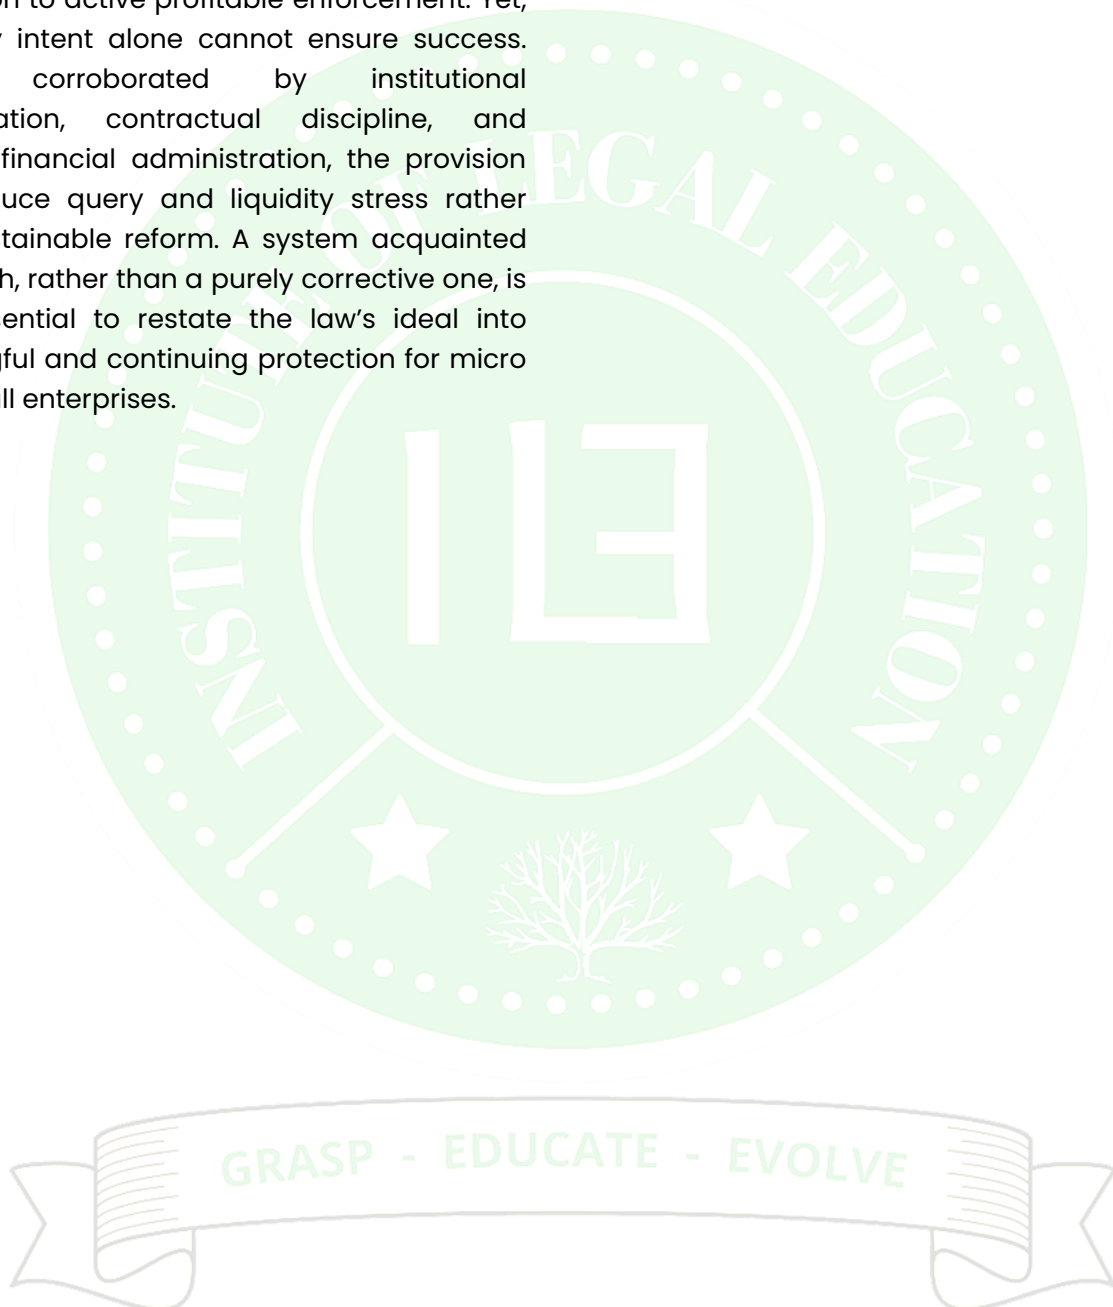 on to active profitable enforcement. Yet,
intent alone cannot ensure success.
corroborated by institutional
ation, contractual discipline, and
financial administration, the provision
uce query and liquidity stress rather
tainable reform. A system acquainted
h, rather than a purely corrective one, is
ential to restate the law’s ideal into
ful and continuing protection for micro
ll enterprises.
INSTITUTE OF LEGAL EDUCATION
ILE
GRASP - EDUCATE - EVOLVE